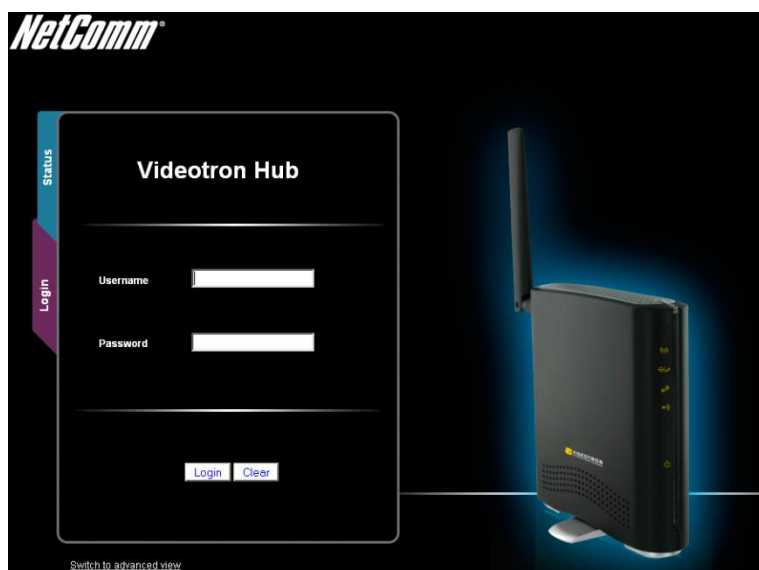 NetComm®
Status
Login
Videotron Hub
Username
Password
Login Clear
Switch to advanced view
VIDEOTRON